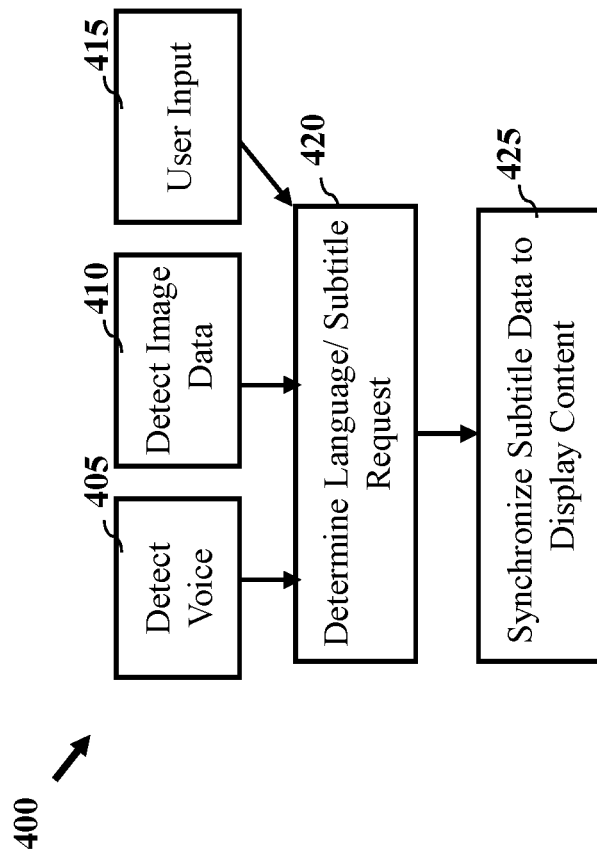 400
405
Detect
Voice
410
Detect Image
Data
415
User Input
420
Determine Language/ Subtitle
Request
425
Synchronize Subtitle Data to
Display Content